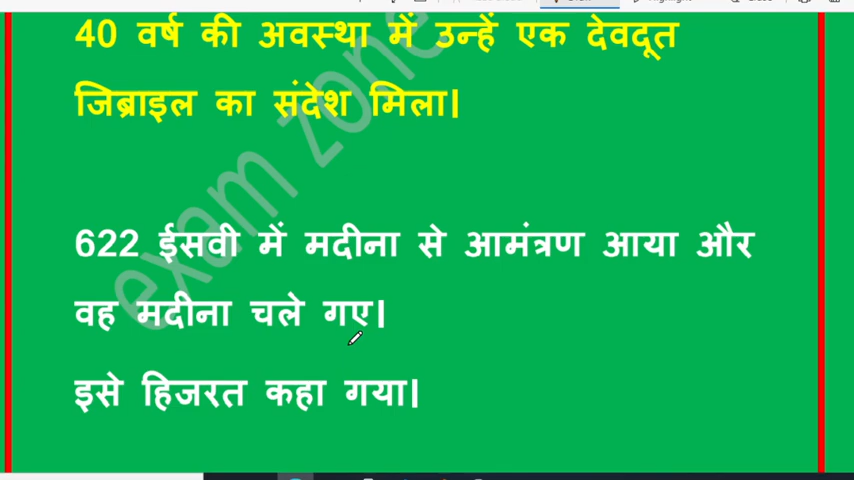 40 वर्ष की अवस्था में उन्हें एक देवदूत
जिब्राइल का संदेश मिला।
exam zone
622 ईसवी में मदीना से आमंत्रण आया और
वह मदीना चले गए।
इसे हिजरत कहा गया।